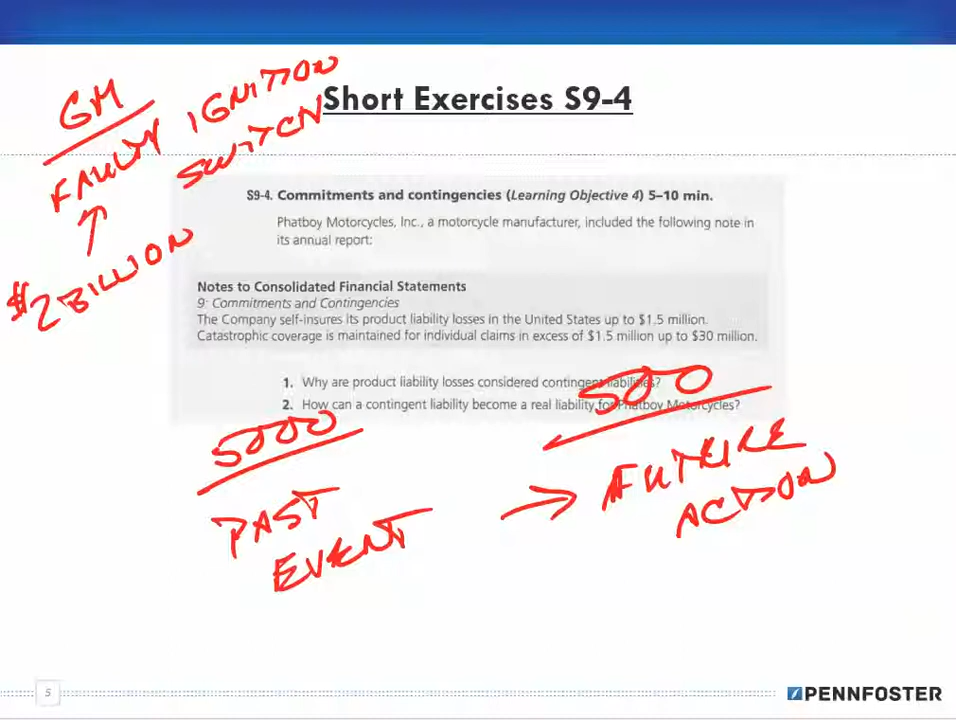 Short Exercises S9-4
GM
FAULTY IGNITION
SWITCH
$2 BILLION
S9-4. Commitments and contingencies (Learning Objective 4) 5–10 min.
Phatboy Motorcycles, Inc., a motorcycle manufacturer, included the following note in
its annual report:
Notes to Consolidated Financial Statements
9: Commitments and Contingencies
The Company self-insures its product liability losses in the United States up to $1.5 million.
Catastrophic coverage is maintained for individual claims in excess of $1.5 million up to $30 million.
1. Why are product liability losses considered contingent liabilities?
2. How can a contingent liability become a real liability for Phatboy Motorcycles?
5000
500
PAST
EVENT
FUTURE
ACTION
5
PENNFOSTER